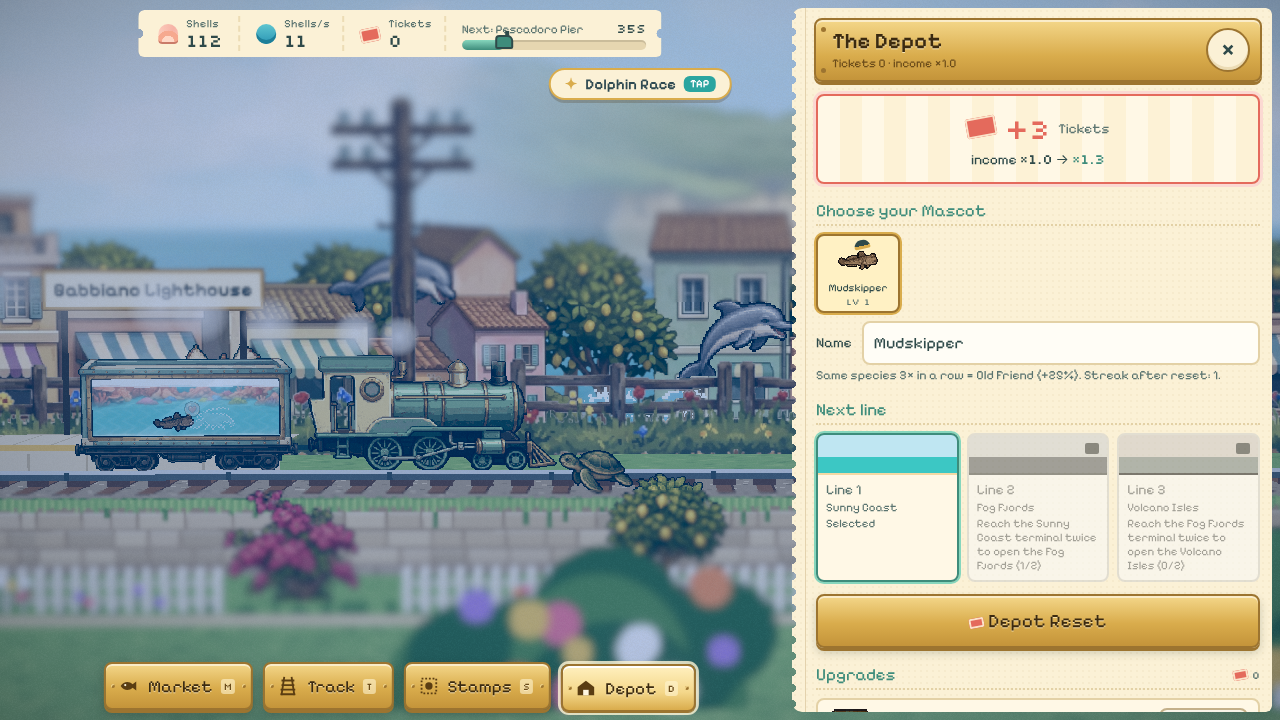 Shells
112
Shells/s
11
Tickets
0
Next: Pescadoro Pier 35S
Dolphin Race TAP
Gabbiano Lighthouse
Market M
Track T
Stamps S
Depot D
The Depot
Tickets 0 · income ×1.0
×
+3 Tickets
income ×1.0 → ×1.3
Choose your Mascot
Mudskipper
LV 1
Name Mudskipper
Same species 3× in a row = Old Friend (+25%). Streak after reset: 1.
Next line
Line 1
Sunny Coast
Selected
Line 2
Fog Fjords
Reach the Sunny
Coast terminal twice
to open the Fog
Fjords (1/2)
Line 3
Volcano Isles
Reach the Fog Fjords
terminal twice to
open the Volcano
Isles (0/2)
Depot Reset
Upgrades 0